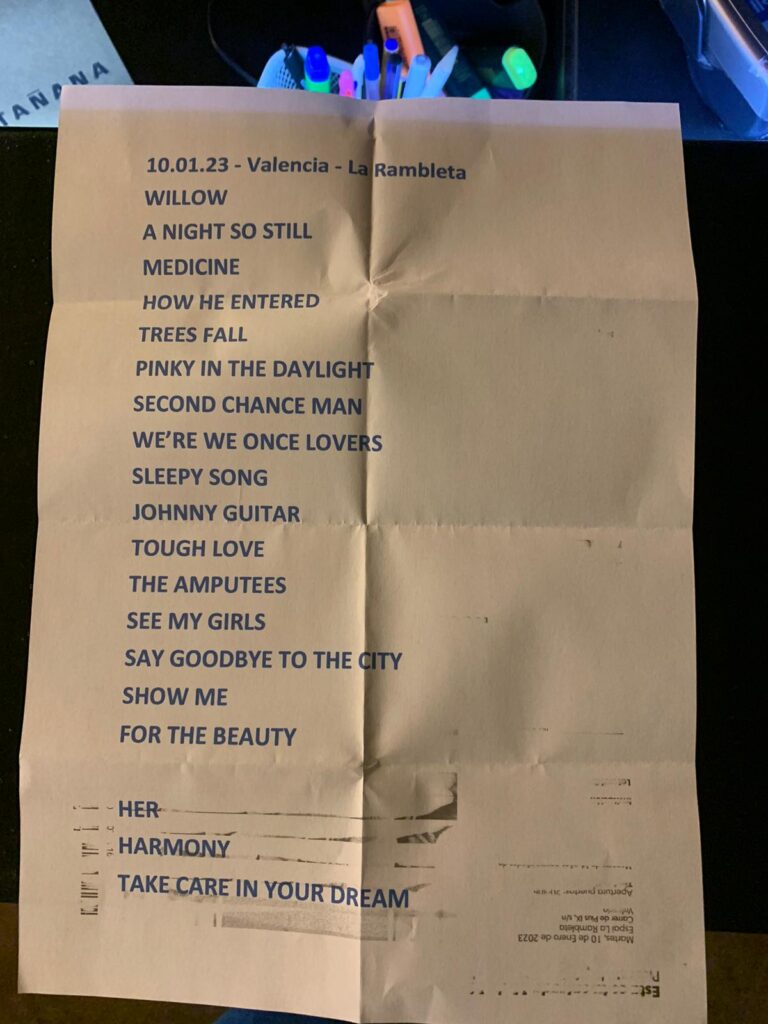 TAÑANA
10.01.23 - Valencia - La Rambleta
WILLOW
A NIGHT SO STILL
MEDICINE
HOW HE ENTERED
TREES FALL
PINKY IN THE DAYLIGHT
SECOND CHANCE MAN
WE’RE WE ONCE LOVERS
SLEEPY SONG
JOHNNY GUITAR
TOUGH LOVE
THE AMPUTEES
SEE MY GIRLS
SAY GOODBYE TO THE CITY
SHOW ME
FOR THE BEAUTY
HER
HARMONY
TAKE CARE IN YOUR DREAM
Apertura puertas:
Carrer de Pius IX, s/n
Espai La Rambleta
Martes, 10 de Enero de 2023